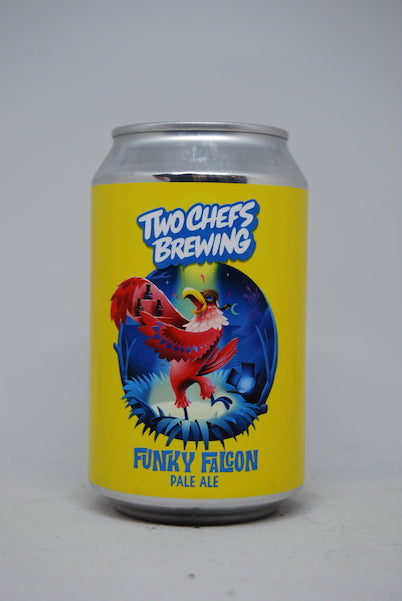 TWO CHEFS
BREWING
FUNKY FALCON
PALE ALE